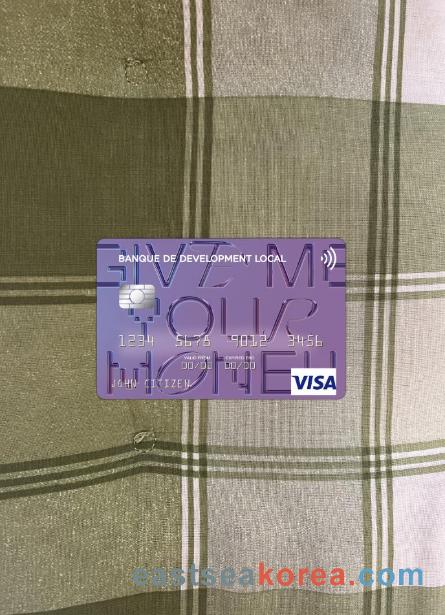 GIVE ME
BANQUE DE DEVELOPMENT LOCAL
YOUR
1234 5678 9012 3456
VALID FROM EXPIRES END
00/00 00/00
MONEY
JOHN CITIZEN
VISA
eastseakorea.com